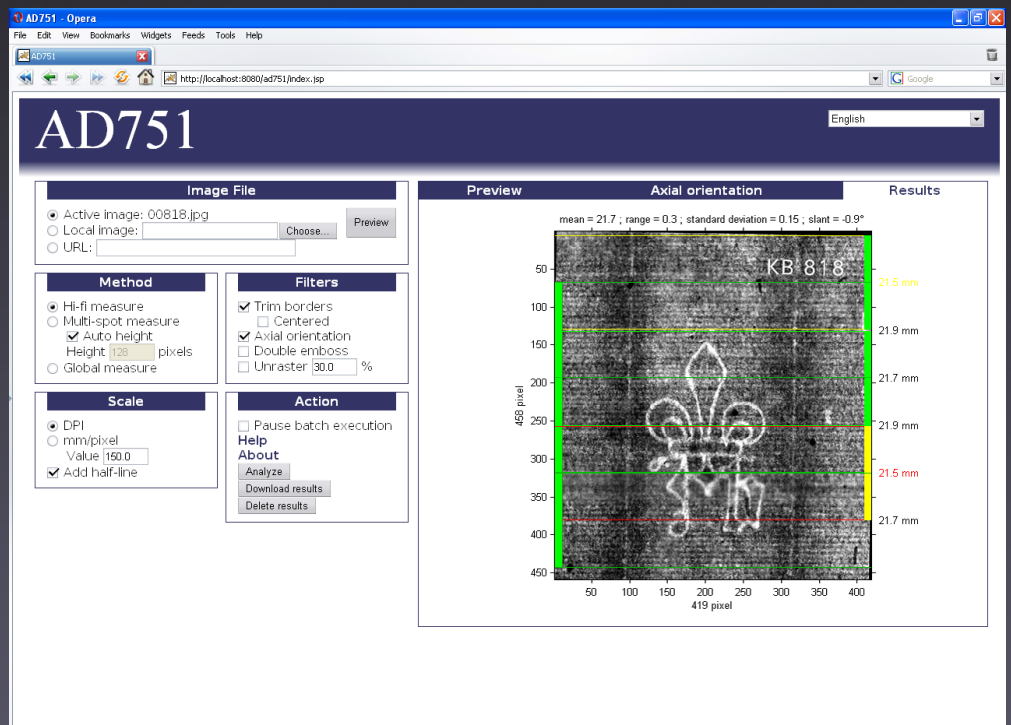 AD751 - Opera
File Edit View Bookmarks Widgets Feeds Tools Help
AD751
http://localhost:8080/ad751/index.jsp
Google
AD751
English
Image File
Active image: 00818.jpg
Local image:
Choose...
URL:
Preview
Method
Hi-fi measure
Multi-spot measure
Auto height
Height 128 pixels
Global measure
Filters
Trim borders
Centered
Axial orientation
Double emboss
Unraster 30.0 %
Scale
DPI
mm/pixel
Value 150.0
Add half-line
Action
Pause batch execution
Help
About
Analyze
Download results
Delete results
Preview Axial orientation Results
mean = 21.7 ; range = 0.3 ; standard deviation = 0.15 ; slant = -0.9°
KB 818
50
100
150
200
250
300
350
400
450
458 pixel
21.5 mm
21.9 mm
21.7 mm
21.9 mm
21.5 mm
21.7 mm
50 100 150 200 250 300 350 400
419 pixel